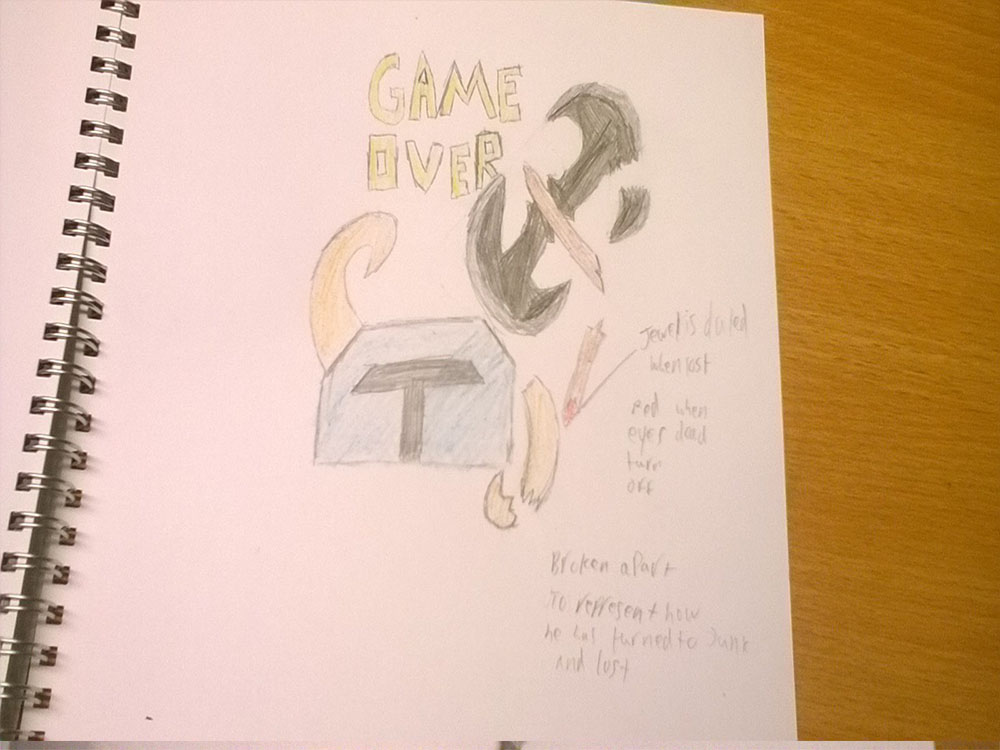 GAME
OVER
Jewel is duled
when lost
red when
eyes dead
turn
off
Broken apart
To represent how
he has turned to Junk
and lost